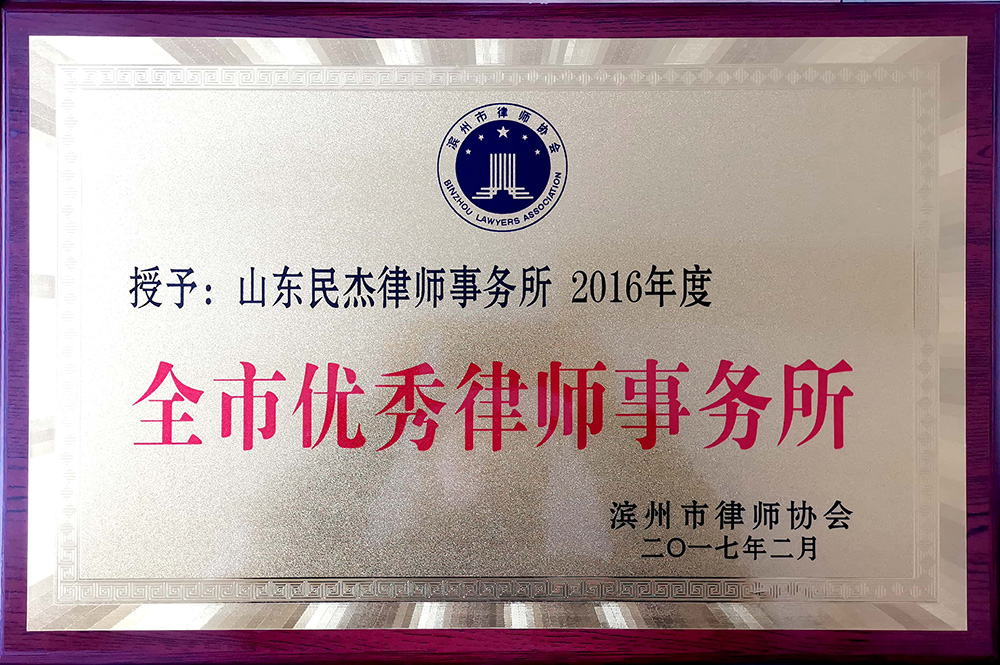 滨州市律师协会
BINZHOU LAWYERS ASSOCIATION
授予：山东民杰律师事务所 2016年度
全市优秀律师事务所
滨州市律师协会
二〇一七年二月